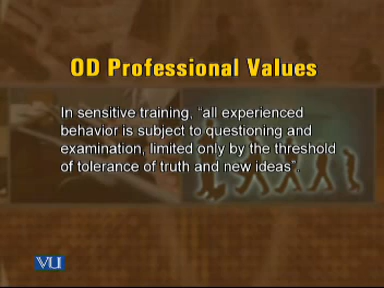 OD Professional Values
In sensitive training, "all experienced
behavior is subject to questioning and
examination, limited only by the threshold
of tolerance of truth and new ideas".
VU